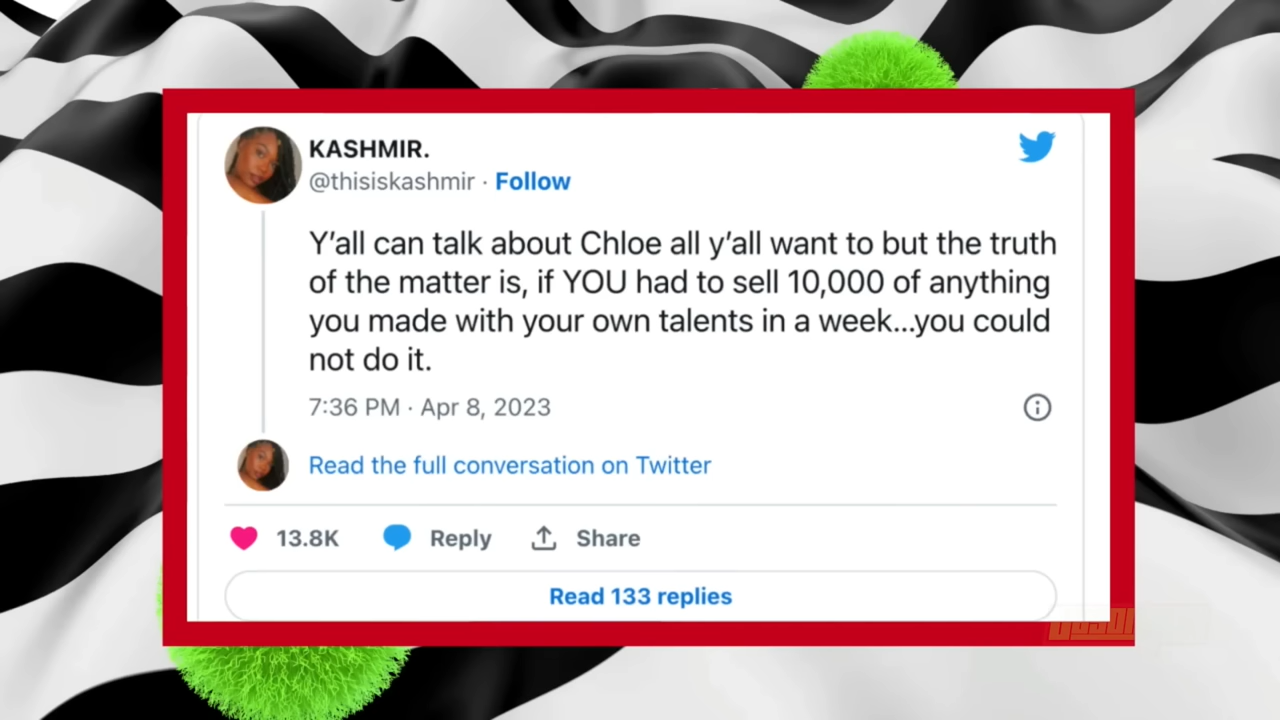 KASHMIR.
@thisiskashmir · Follow
Y’all can talk about Chloe all y’all want to but the truth
of the matter is, if YOU had to sell 10,000 of anything
you made with your own talents in a week...you could
not do it.
7:36 PM · Apr 8, 2023
Read the full conversation on Twitter
13.8K Reply Share
Read 133 replies